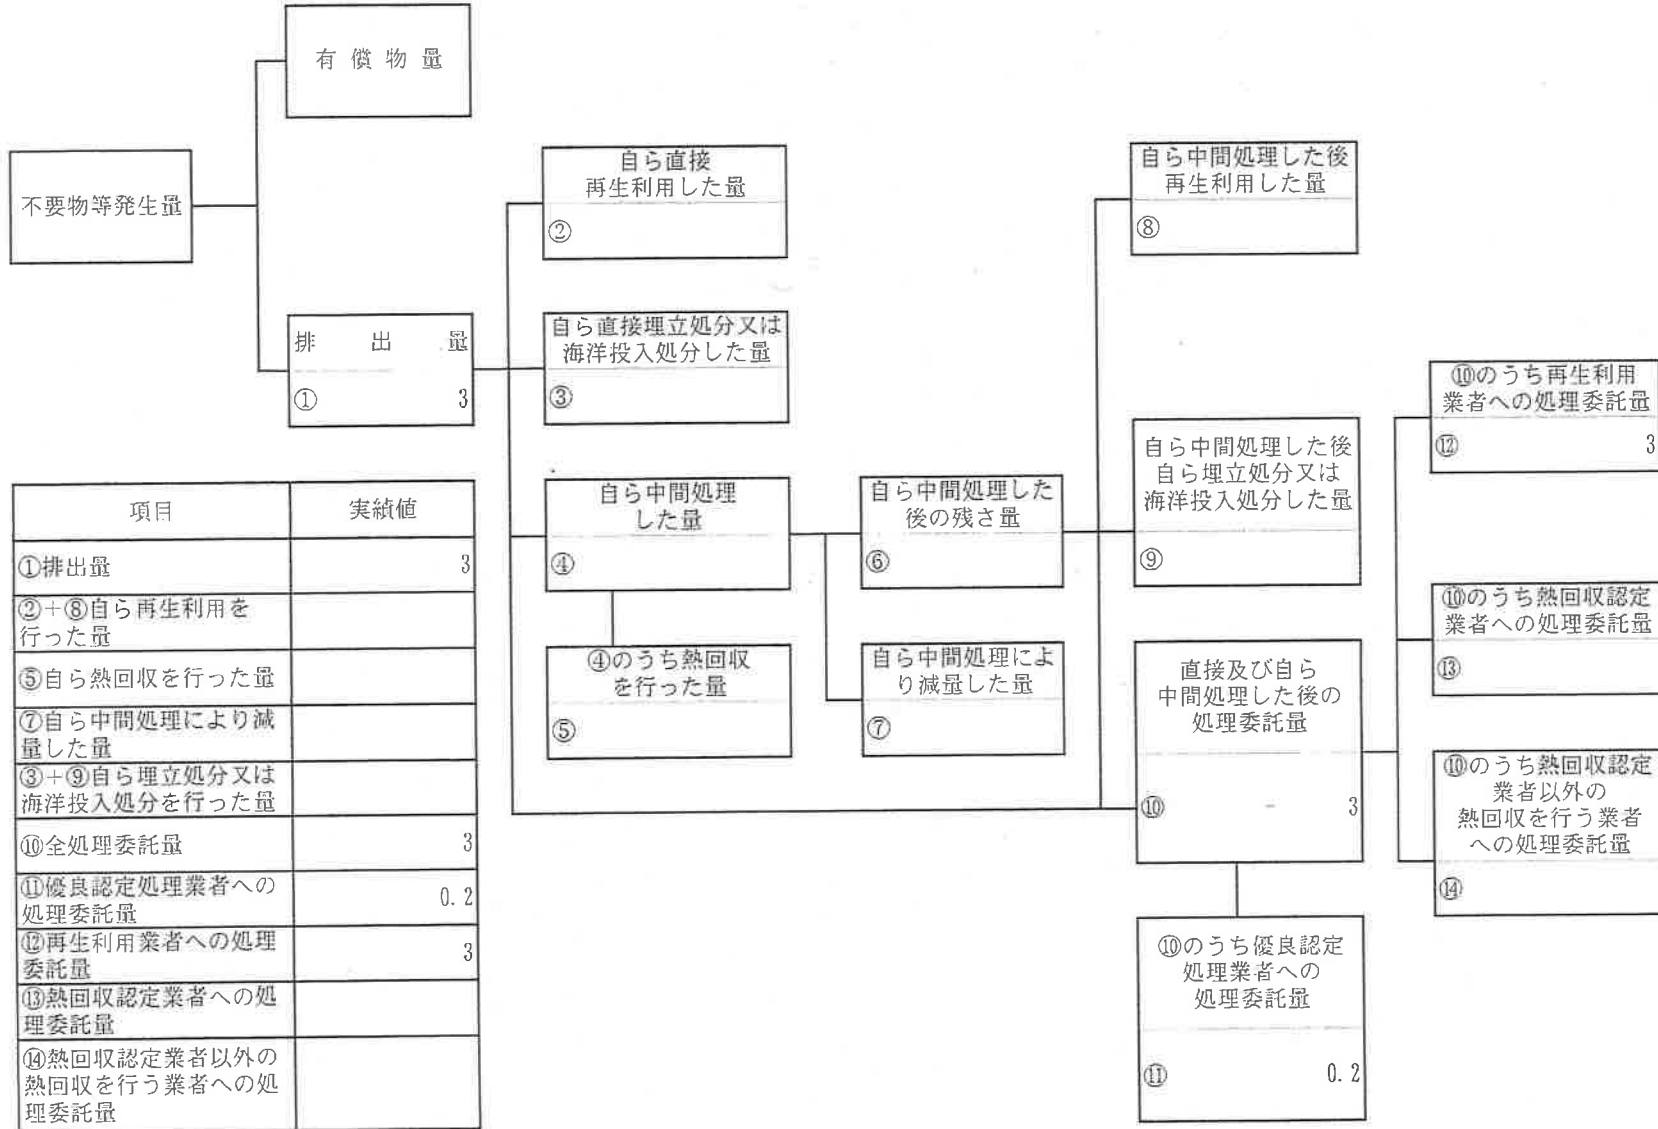 有償物量
不要物等発生量
排出量
① 3
自ら直接
再生利用した量
②
自ら直接埋立処分又は
海洋投入処分した量
③
自ら中間処理
した量
④
④のうち熱回収
を行った量
⑤
自ら中間処理した
後の残さ量
⑥
自ら中間処理によ
り減量した量
⑦
自ら中間処理した後
再生利用した量
⑧
自ら中間処理した後
自ら埋立処分又は
海洋投入処分した量
⑨
直接及び自ら
中間処理した後の
処理委託量
⑩ 3
⑩のうち優良認定
処理業者への
処理委託量
⑪ 0.2
⑩のうち再生利用
業者への処理委託量
⑫ 3
⑩のうち熱回収認定
業者への処理委託量
⑬
⑩のうち熱回収認定
業者以外の
熱回収を行う業者
への処理委託量
⑭
項目 実績値
①排出量 3
②+⑧自ら再生利用を
行った量
⑤自ら熱回収を行った量
⑦自ら中間処理により減
量した量
③+⑨自ら埋立処分又は
海洋投入処分を行った量
⑩全処理委託量 3
⑪優良認定処理業者への
処理委託量 0.2
⑫再生利用業者への処理
委託量 3
⑬熱回収認定業者への処
理委託量
⑭熱回収認定業者以外の
熱回収を行う業者への処
理委託量